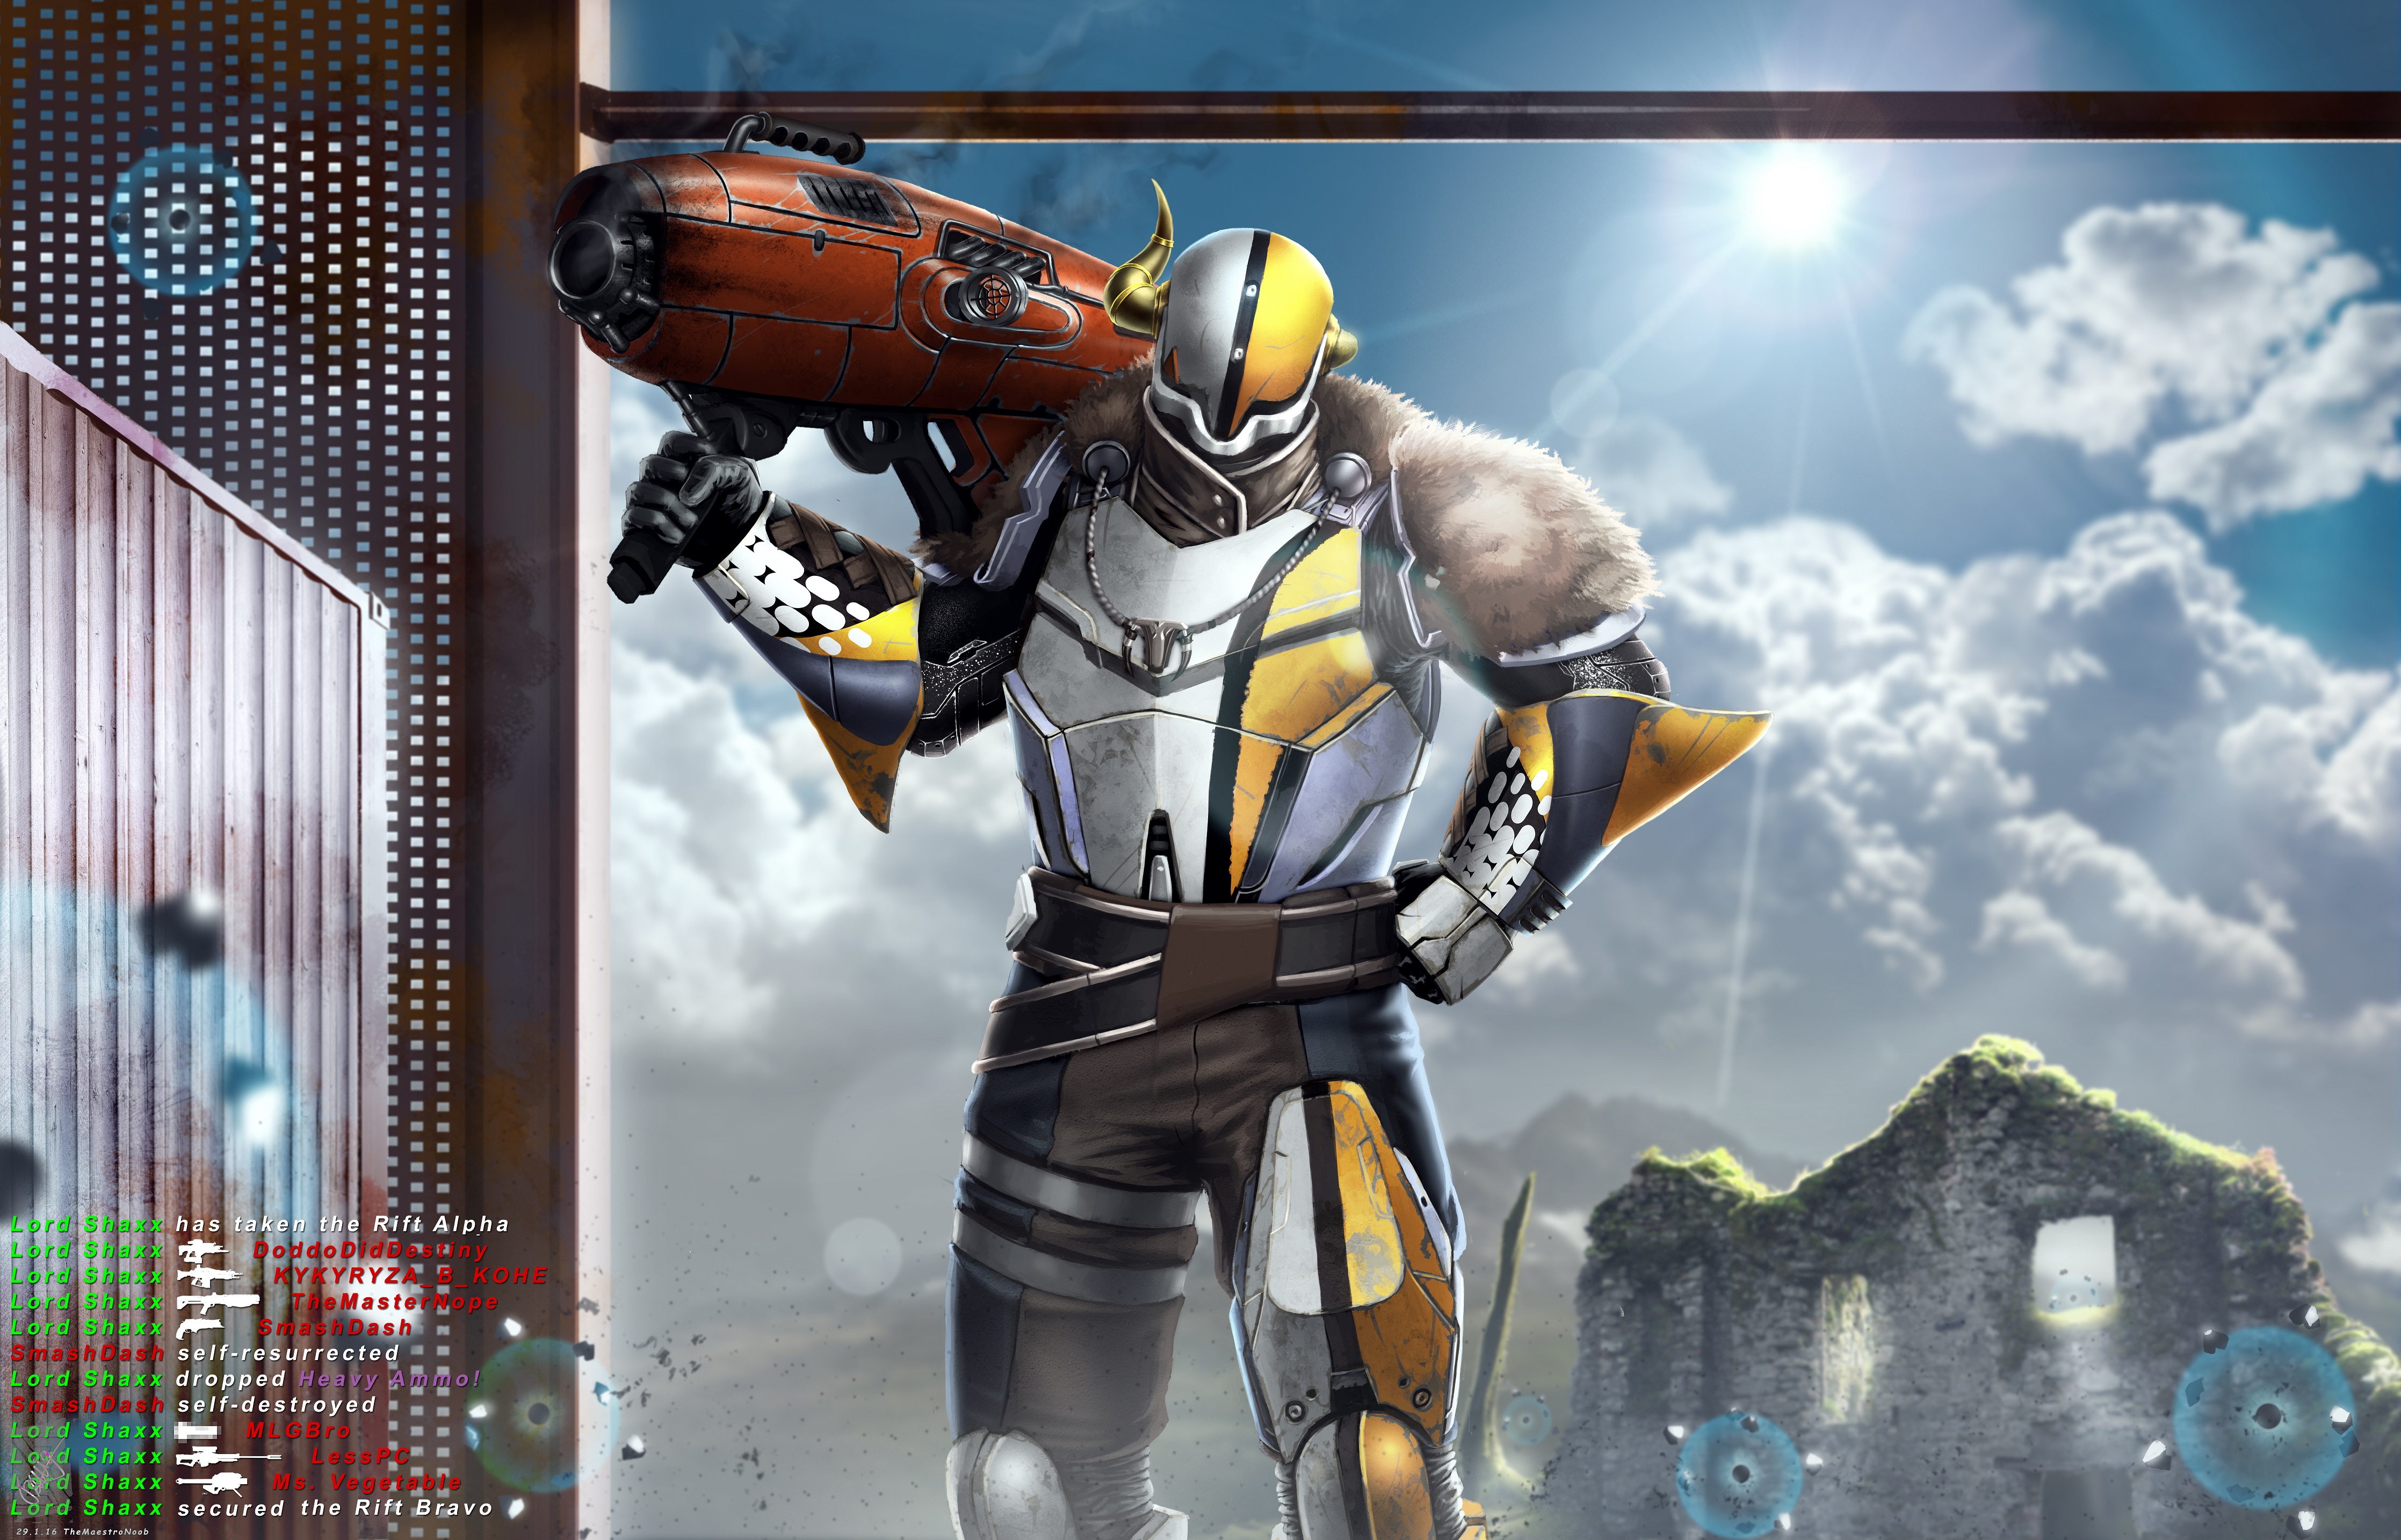 Lord Shaxx has taken the Rift Alpha
Lord Shaxx DoddoDidDestiny
Lord Shaxx KYKYRYZA_B_KOHE
Lord Shaxx TheMasterNope
Lord Shaxx SmashDash
SmashDash self-resurrected
Lord Shaxx dropped Heavy Ammo!
SmashDash self-destroyed
Lord Shaxx MLGBro
Lord Shaxx LessPC
Lord Shaxx Ms. Vegetable
Lord Shaxx secured the Rift Bravo
29.1.16 TheMaestroNoob